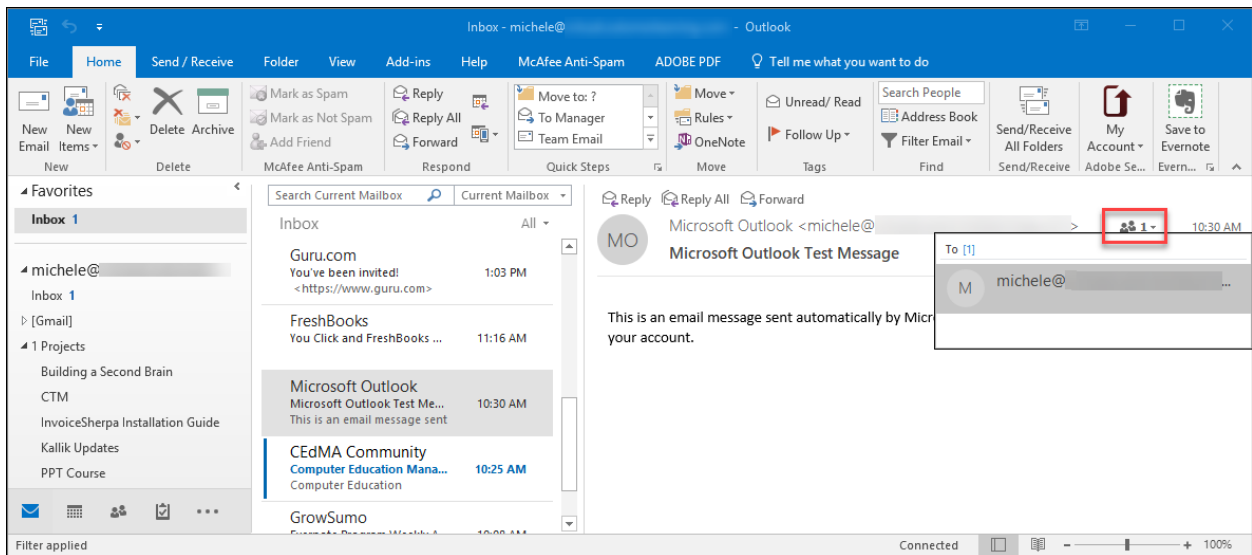 Inbox - michele@ - Outlook
File Home Send / Receive Folder View Add-ins Help McAfee Anti-Spam ADOBE PDF Tell me what you want to do
New Email
New Items
Delete
Archive
New
Delete
Mark as Spam
Mark as Not Spam
Add Friend
McAfee Anti-Spam
Reply
Reply All
Forward
Respond
Move to: ?
To Manager
Team Email
Quick Steps
Move
Rules
OneNote
Move
Unread/ Read
Follow Up
Tags
Search People
Address Book
Filter Email
Find
Send/Receive All Folders
Send/Receive
My Account
Adobe Se...
Save to Evernote
Evern...
Favorites
Inbox 1
michele@
Inbox 1
[Gmail]
1 Projects
Building a Second Brain
CTM
InvoiceSherpa Installation Guide
Kallik Updates
PPT Course
Search Current Mailbox Current Mailbox
Inbox All
Guru.com
You've been invited! 1:03 PM
<https://www.guru.com>
FreshBooks
You Click and FreshBooks ... 11:16 AM
Microsoft Outlook
Microsoft Outlook Test Me... 10:30 AM
This is an email message sent
CEdMA Community
Computer Education Mana... 10:25 AM
Computer Education
GrowSumo
Reply Reply All Forward
MO
Microsoft Outlook <michele@ > 1 10:30 AM
Microsoft Outlook Test Message
To [1]
M michele@ ...
This is an email message sent automatically by Micr
your account.
Filter applied
Connected
100%